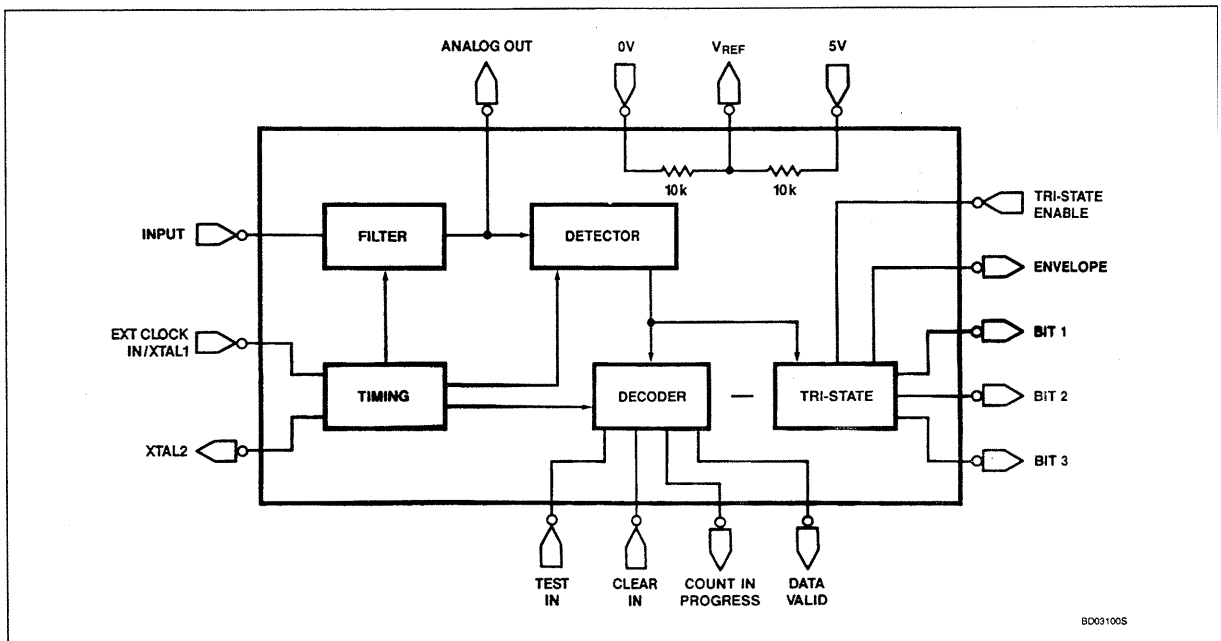 ANALOG OUT
0V
VREF
5V
10k
10k
TRI-STATE
ENABLE
INPUT
FILTER
DETECTOR
ENVELOPE
EXT CLOCK
IN/XTAL1
BIT 1
TIMING
DECODER
TRI-STATE
BIT 2
XTAL2
BIT 3
TEST
IN
CLEAR
IN
COUNT IN
PROGRESS
DATA
VALID
BD03100S